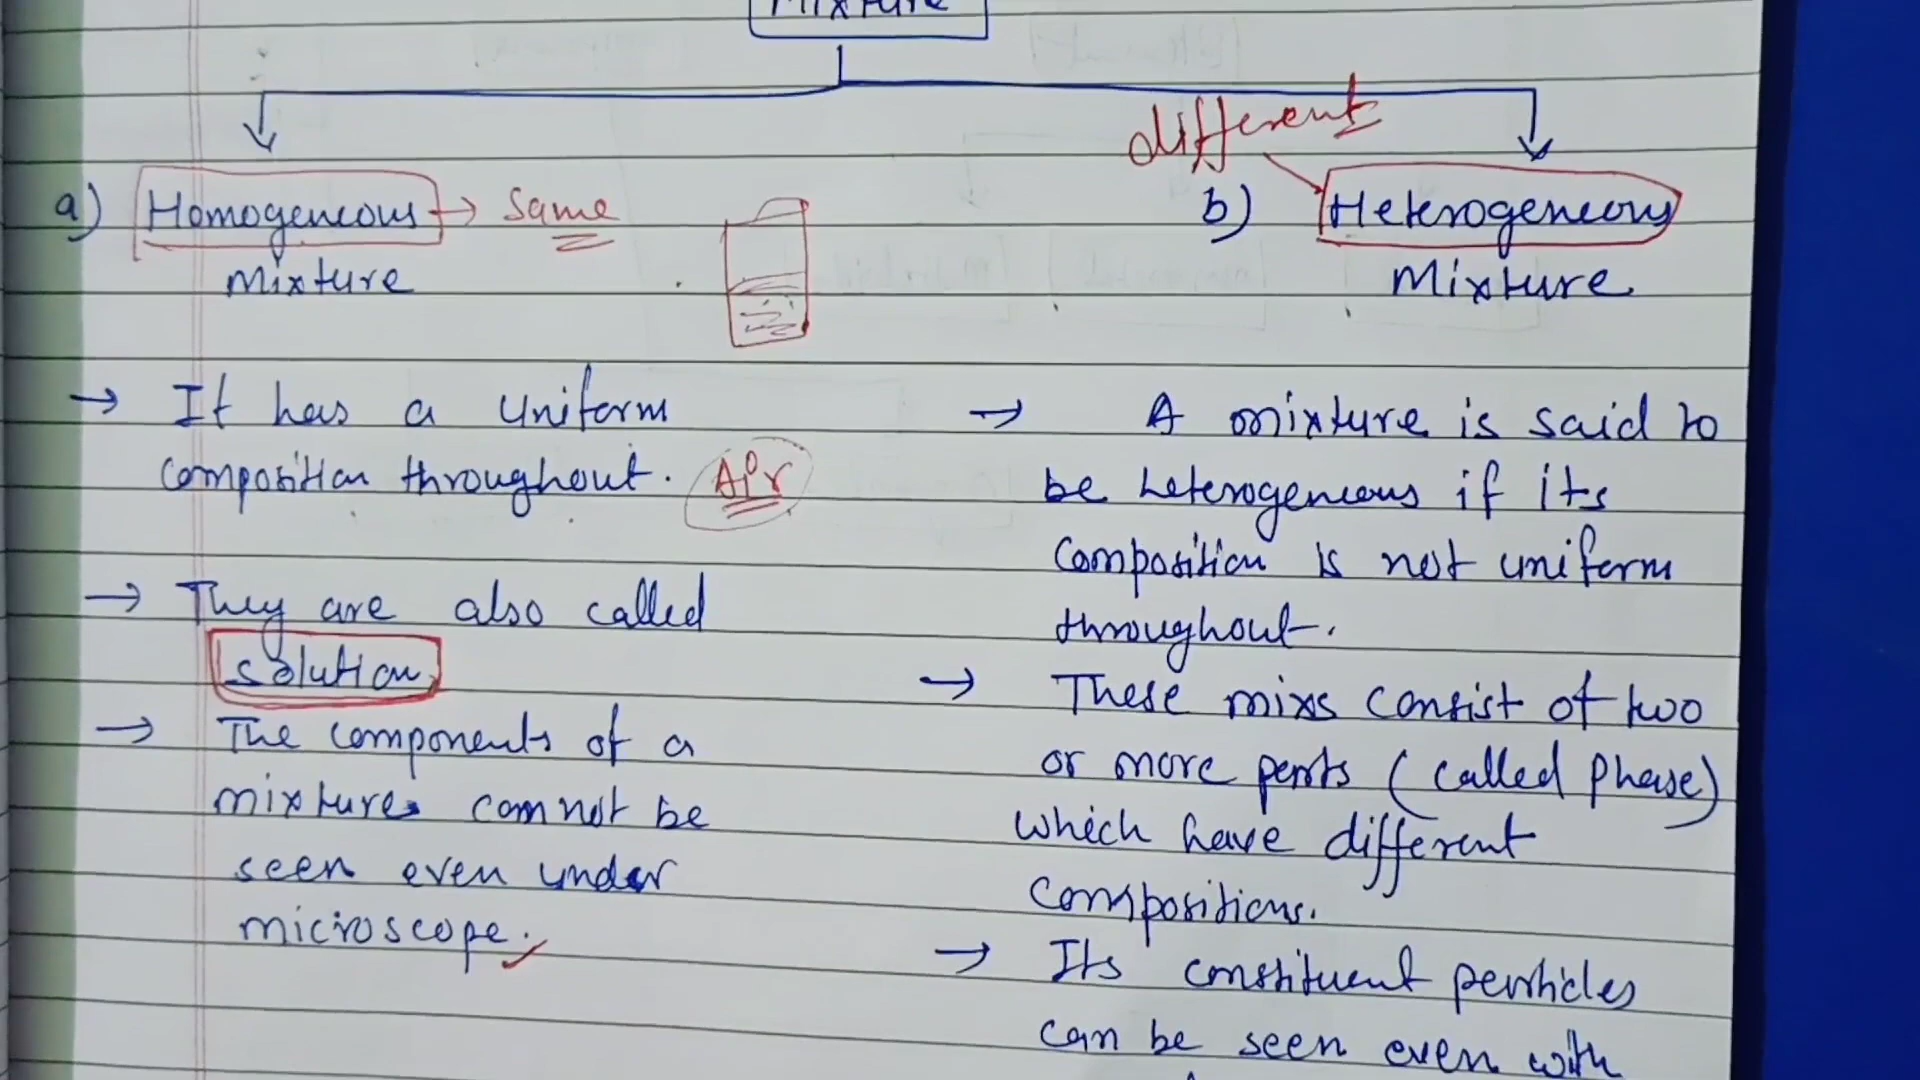 Mixture
different
a) Homogeneous → Same
Mixture
b) Heterogeneous
Mixture
→ It has a uniform
composition throughout. Air
→ They are also called
solution
→ The components of a
mixtures can not be
seen even under
microscope.
→ A mixture is said to
be heterogeneous if its
composition is not uniform
throughout.
→ These mixs consist of two
or more parts (called phase)
which have different
compositions.
→ Its constituent particles
can be seen even with